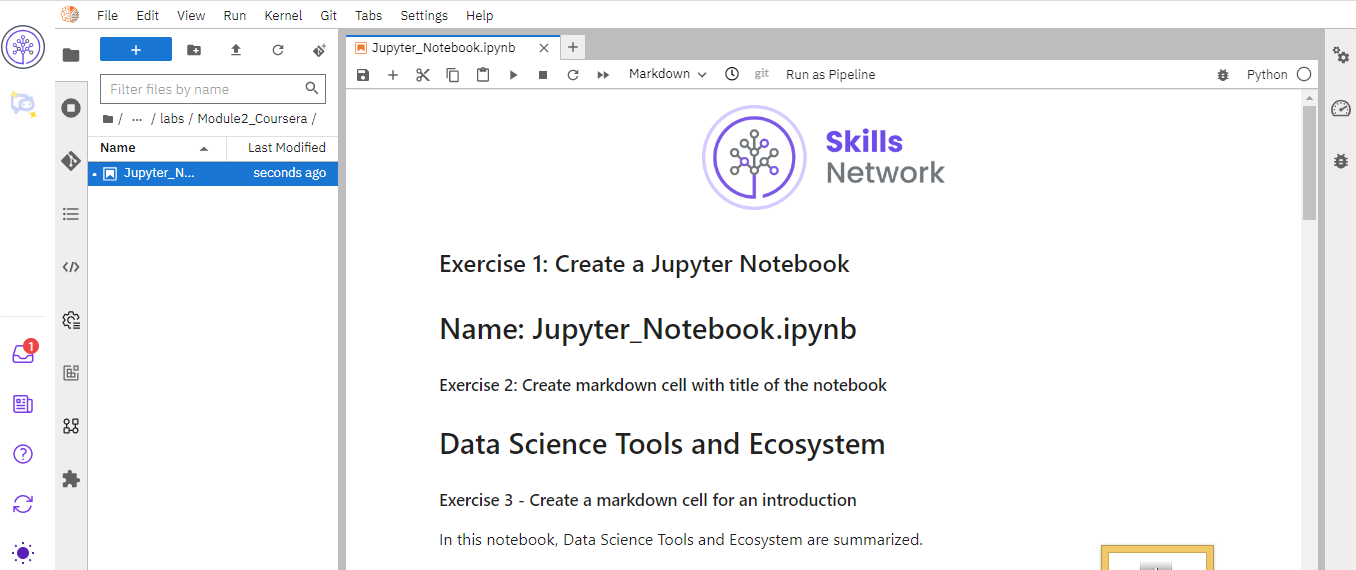 File Edit View Run Kernel Git Tabs Settings Help
+
Filter files by name
/ ... / labs / Module2_Coursera /
Name Last Modified
Jupyter_N... seconds ago
1
Jupyter_Notebook.ipynb
Markdown git Run as Pipeline Python
Skills
Network
Exercise 1: Create a Jupyter Notebook
Name: Jupyter_Notebook.ipynb
Exercise 2: Create markdown cell with title of the notebook
Data Science Tools and Ecosystem
Exercise 3 - Create a markdown cell for an introduction
In this notebook, Data Science Tools and Ecosystem are summarized.